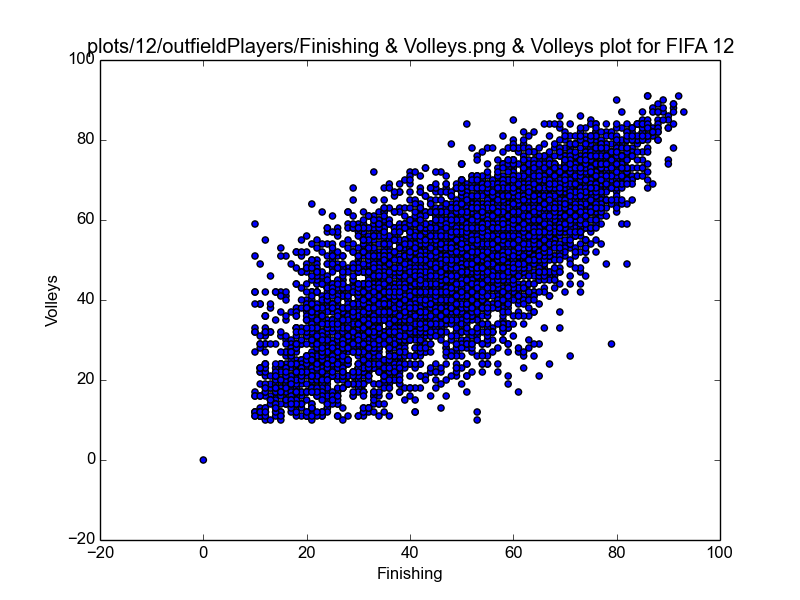 plots/12/outfieldPlayers/Finishing & Volleys.png & Volleys plot for FIFA 12
100
80
60
40
20
0
−20
Volleys
−20 0 20 40 60 80 100
Finishing